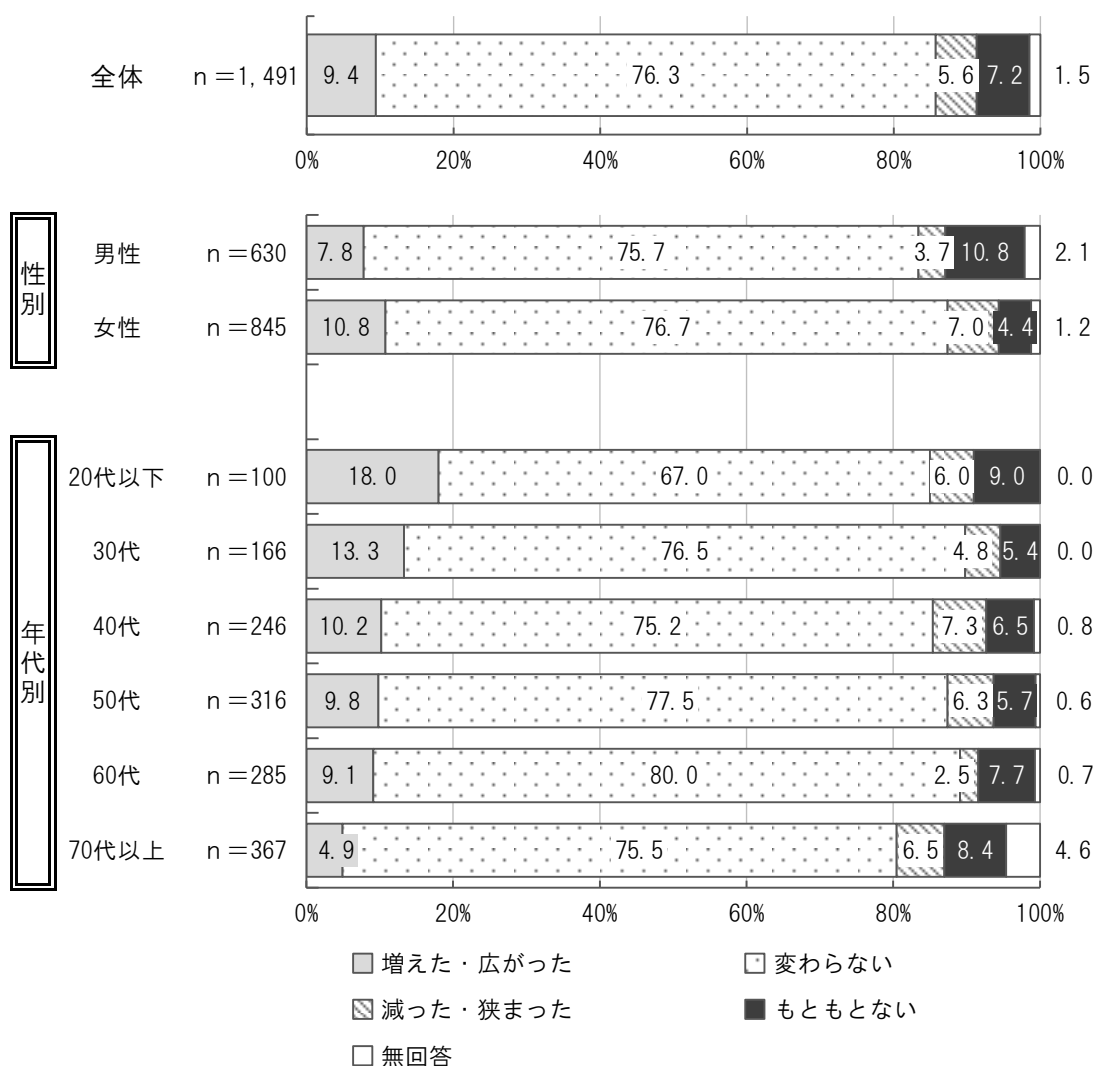 全体 n＝1,491 9.4 76.3 5.6 7.2 1.5
0% 20% 40% 60% 80% 100%
性別
男性 n＝630 7.8 75.7 3.7 10.8 2.1
女性 n＝845 10.8 76.7 7.0 4.4 1.2
年代別
20代以下 n＝100 18.0 67.0 6.0 9.0 0.0
30代 n＝166 13.3 76.5 4.8 5.4 0.0
40代 n＝246 10.2 75.2 7.3 6.5 0.8
50代 n＝316 9.8 77.5 6.3 5.7 0.6
60代 n＝285 9.1 80.0 2.5 7.7 0.7
70代以上 n＝367 4.9 75.5 6.5 8.4 4.6
0% 20% 40% 60% 80% 100%
増えた・広がった 変わらない
減った・狭まった もともとない
無回答